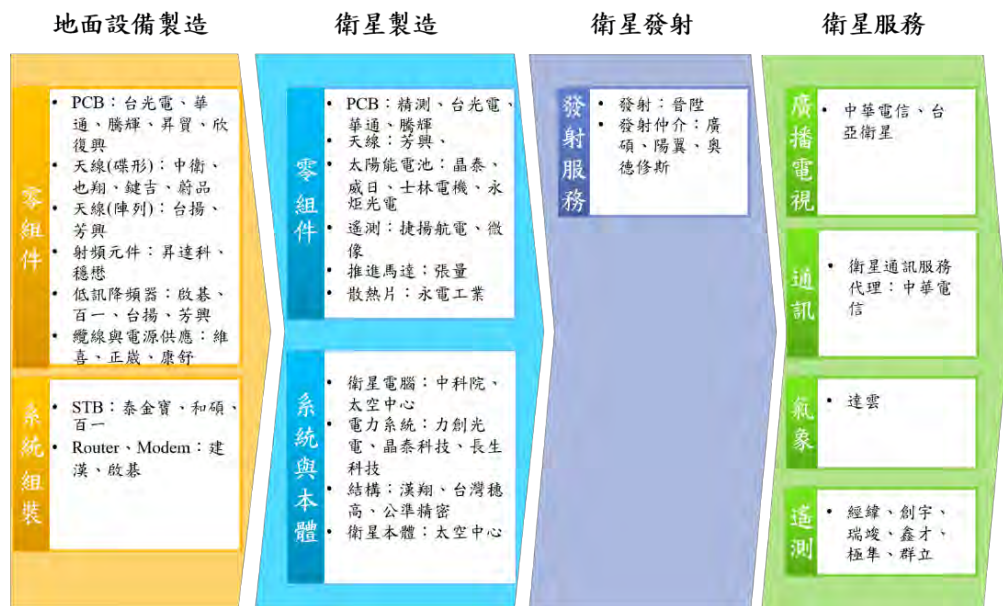 地面設備製造
衛星製造
衛星發射
衛星服務
零組件
• PCB：台光電、華
通、騰輝、昇貿、欣
復興
• 天線(碟形)：中衛、
也翔、鍵吉、蔚品
• 天線(陣列)：台揚、
芳興
• 射頻元件：昇達科、
穩懋
• 低訊降頻器：啟碁、
百一、台揚、芳興
• 纜線與電源供應：維
喜、正崴、康舒
系統組裝
• STB：泰金寶、和碩、
百一
• Router、Modem：建
漢、啟碁
零組件
• PCB：精測、台光電、
華通、騰輝
• 天線：芳興、
• 太陽能電池：晶泰、
威日、士林電機、永
炬光電
• 遙測：捷揚航電、微
像
• 推進馬達：張量
• 散熱片：永電工業
系統與本體
• 衛星電腦：中科院、
太空中心
• 電力系統：力創光
電、晶泰科技、長生
科技
• 結構：漢翔、台灣穗
高、公準精密
• 衛星本體：太空中心
發射服務
• 發射：晉陞
• 發射仲介：廣
碩、陽翼、奧
德修斯
廣播電視
• 中華電信、台
亞衛星
通訊
• 衛星通訊服務
代理：中華電
信
氣象
• 達雲
遙測
• 經緯、創宇、
瑞竣、鑫才、
極隼、群立